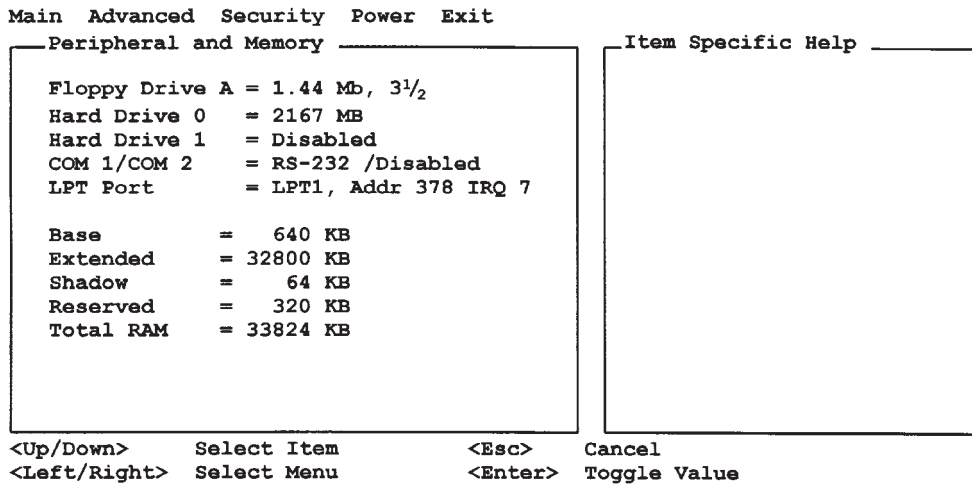 Main  Advanced  Security  Power  Exit
Peripheral and Memory
Floppy Drive A = 1.44 Mb, 3½
Hard Drive 0   = 2167 MB
Hard Drive 1   = Disabled
COM 1/COM 2    = RS-232 /Disabled
LPT Port       = LPT1, Addr 378 IRQ 7
Base         =   640 KB
Extended     = 32800 KB
Shadow       =    64 KB
Reserved     =   320 KB
Total RAM    = 33824 KB
Item Specific Help
<Up/Down>     Select Item          <Esc>    Cancel
<Left/Right>  Select Menu          <Enter>  Toggle Value